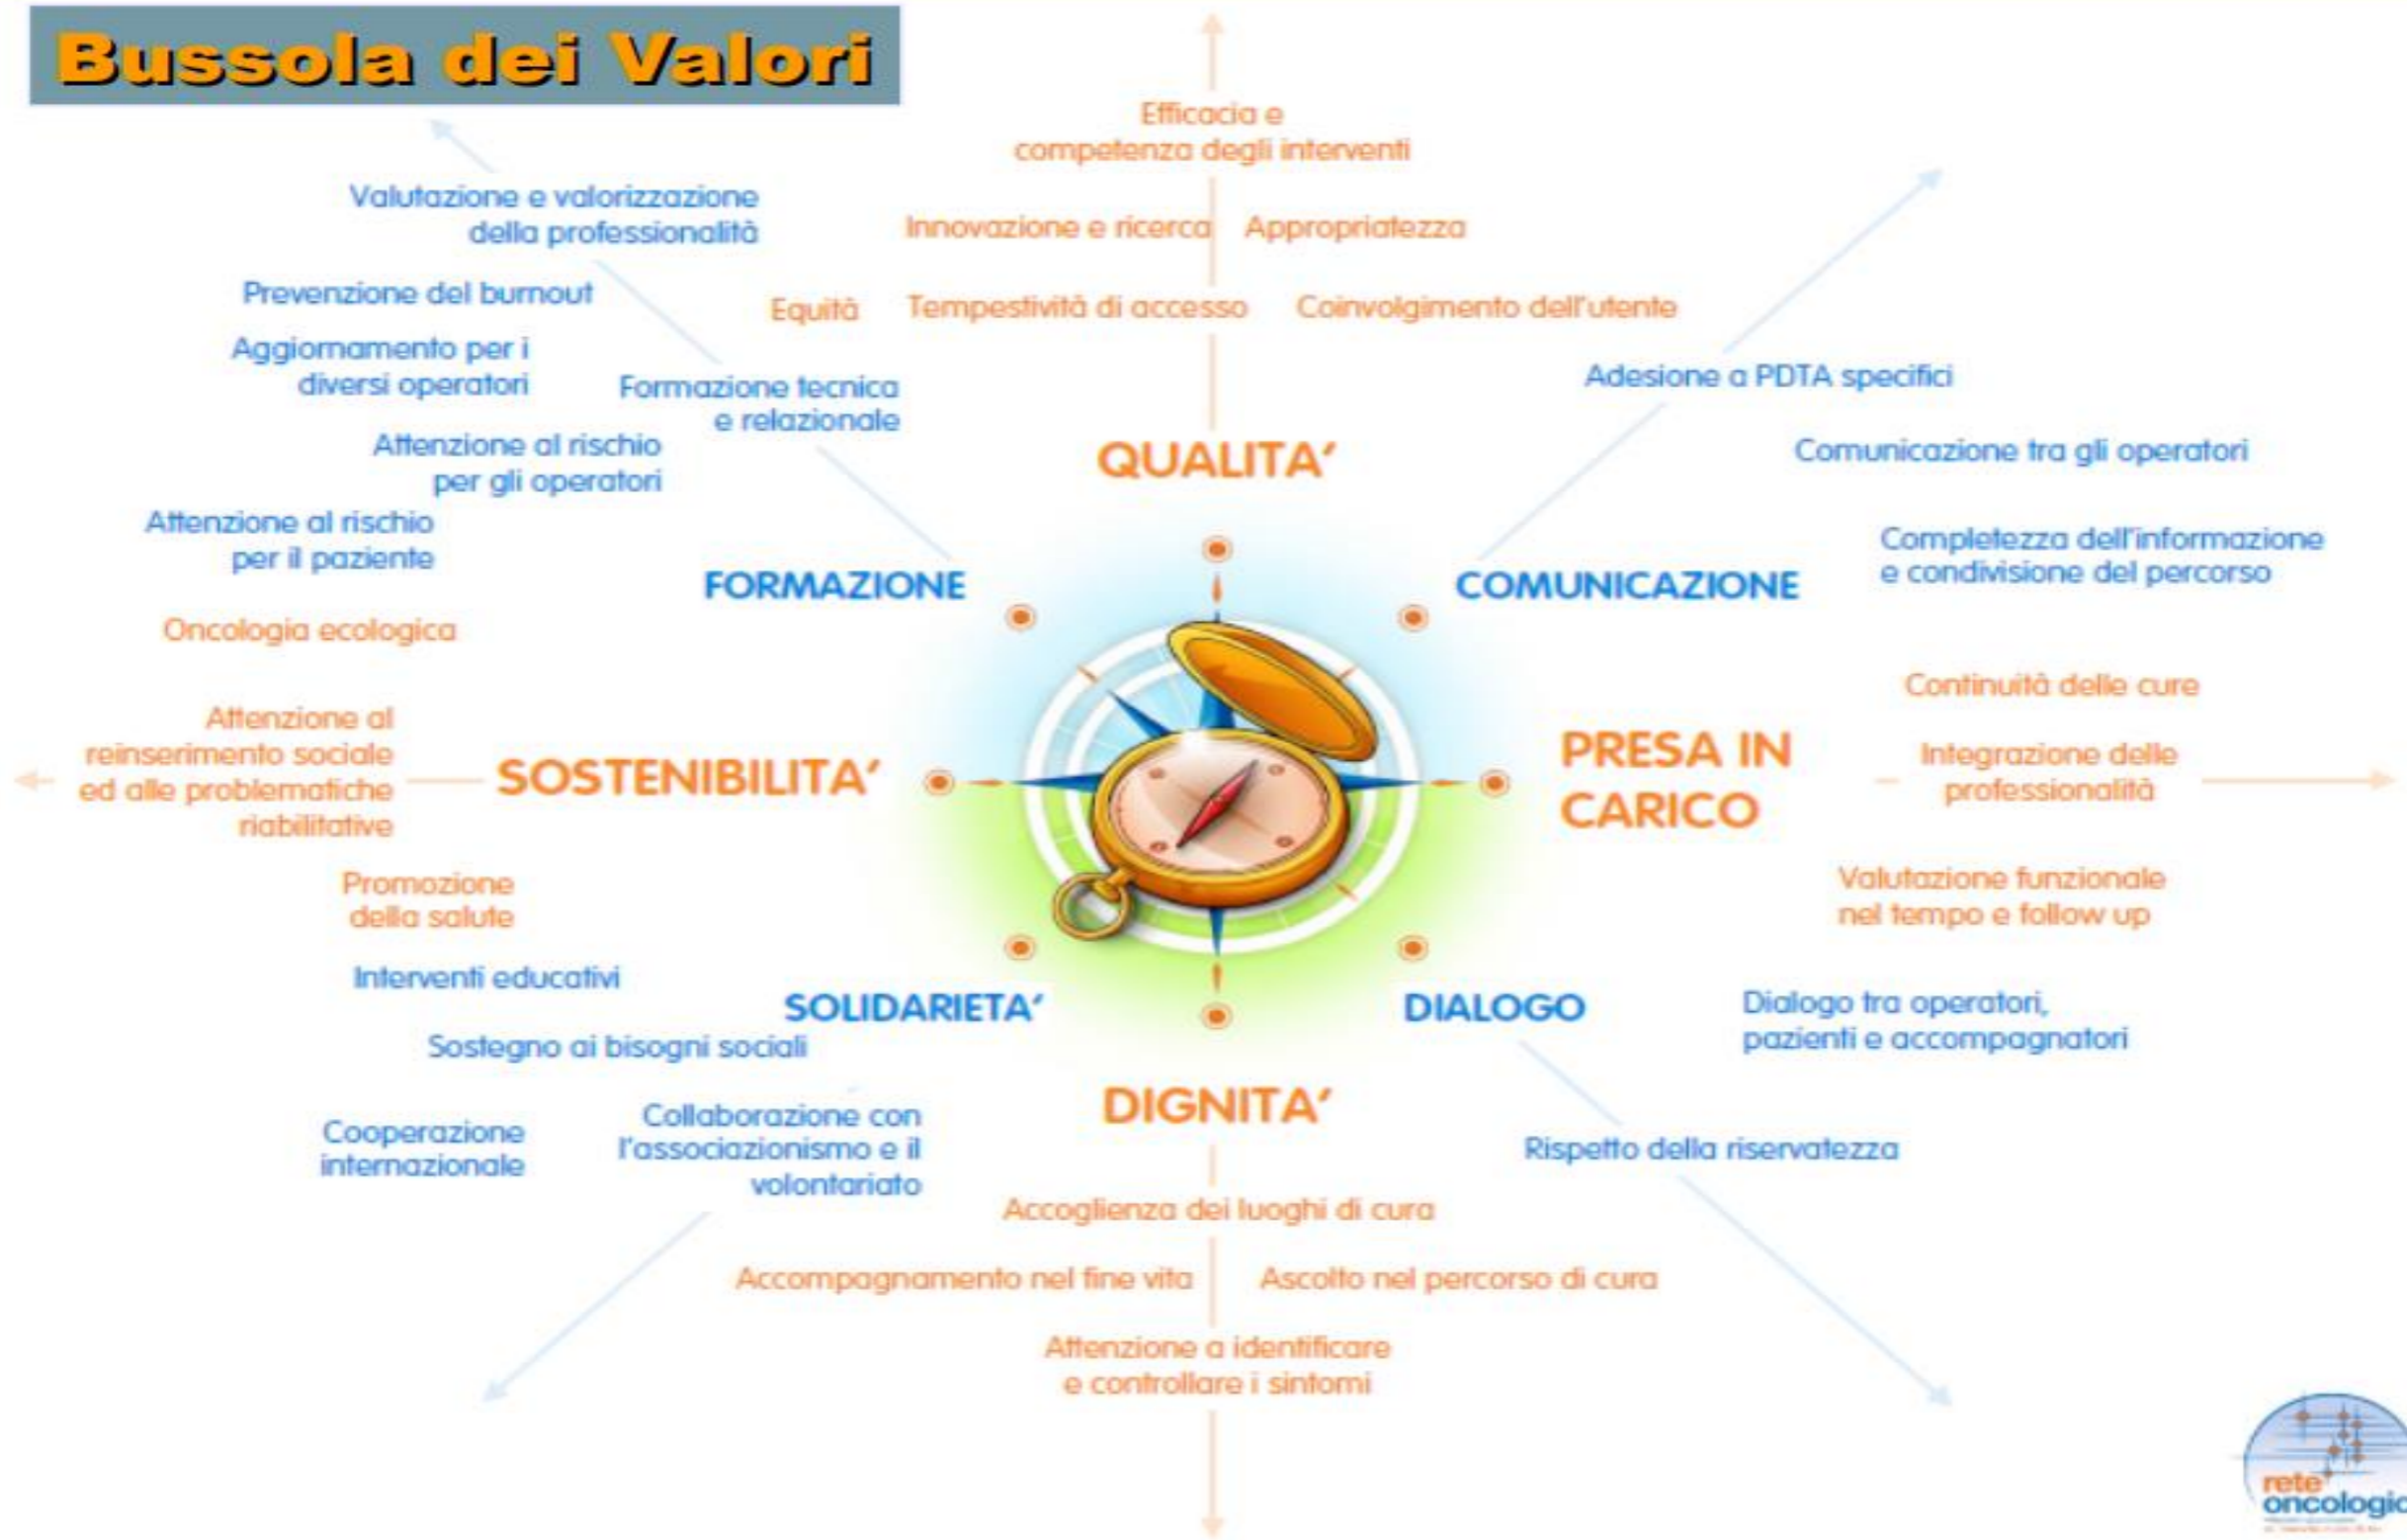 Bussola dei Valori
Efficacia e
competenza degli interventi
Innovazione e ricerca
Appropriatezza
Equità
Tempestività di accesso
Coinvolgimento dell'utente
QUALITA'
Valutazione e valorizzazione
della professionalità
Prevenzione del burnout
Aggiornamento per i
diversi operatori
Formazione tecnica
e relazionale
Attenzione al rischio
per gli operatori
Attenzione al rischio
per il paziente
FORMAZIONE
Adesione a PDTA specifici
Comunicazione tra gli operatori
Completezza dell'informazione
e condivisione del percorso
COMUNICAZIONE
Oncologia ecologica
Attenzione al
reinserimento sociale
ed alle problematiche
riabilitative
SOSTENIBILITA'
Promozione
della salute
Continuità delle cure
PRESA IN
CARICO
Integrazione delle
professionalità
Valutazione funzionale
nel tempo e follow up
Interventi educativi
SOLIDARIETA'
Sostegno ai bisogni sociali
Cooperazione
internazionale
Collaborazione con
l'associazionismo e il
volontariato
DIALOGO
Dialogo tra operatori,
pazienti e accompagnatori
Rispetto della riservatezza
DIGNITA'
Accoglienza dei luoghi di cura
Accompagnamento nel fine vita
Ascolto nel percorso di cura
Attenzione a identificare
e controllare i sintomi
rete
oncologic